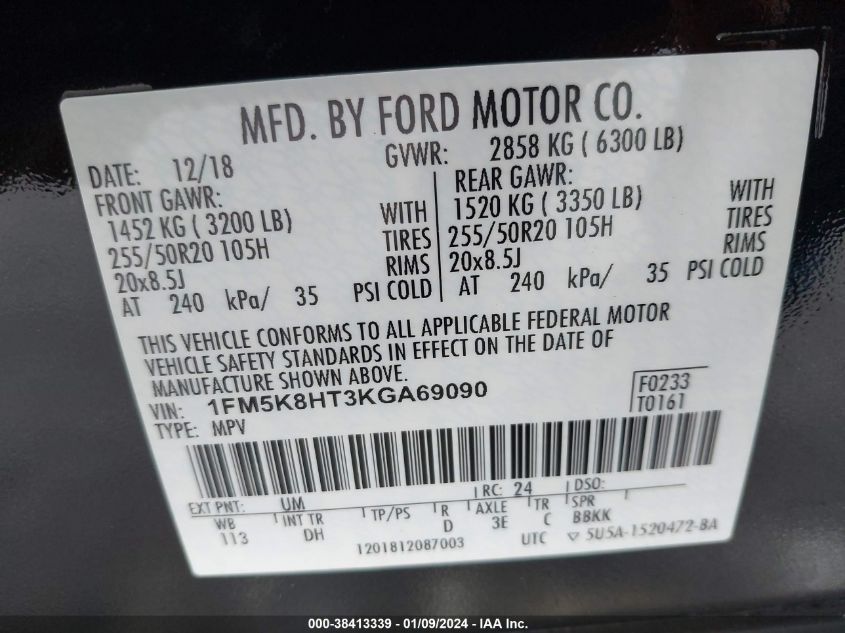 MFD. BY FORD MOTOR CO.
DATE: 12/18 GVWR: 2858 KG ( 6300 LB)
FRONT GAWR: REAR GAWR:
1452 KG ( 3200 LB) WITH 1520 KG ( 3350 LB) WITH
255/50R20 105H TIRES 255/50R20 105H TIRES
20x8.5J RIMS 20x8.5J RIMS
AT 240 kPa/ 35 PSI COLD AT 240 kPa/ 35 PSI COLD
THIS VEHICLE CONFORMS TO ALL APPLICABLE FEDERAL MOTOR
VEHICLE SAFETY STANDARDS IN EFFECT ON THE DATE OF
MANUFACTURE SHOWN ABOVE.
VIN: 1FM5K8HT3KGA69090 F0233
TYPE: MPV T0161
EXT PNT: UM RC: 24 DSO:
WB INT TR TP/PS R AXLE TR SPR
113 DH D 3E C BBKK
1201812087003 UTC ▽ 5U5A-1520472-BA
000-38413339 - 01/09/2024 - IAA Inc.